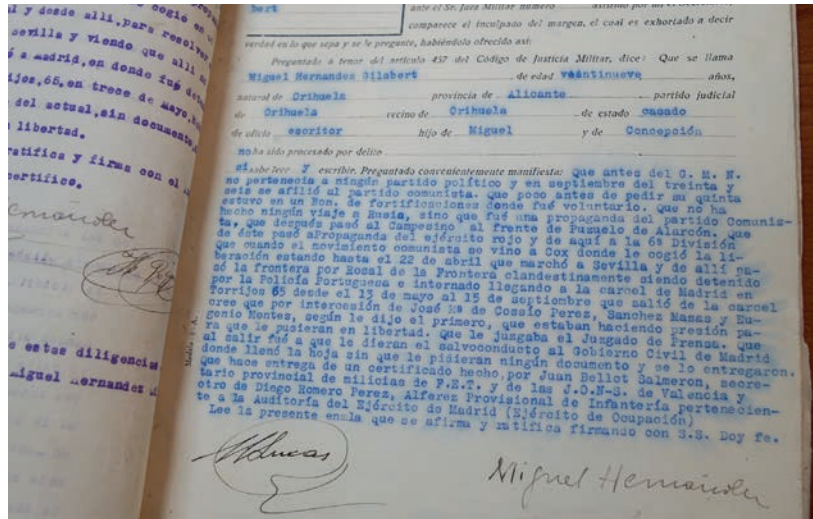 cogió en
l y desde allí, para resolver
sevilla y viendo que alli
a madrid, en donde fué
rijos, 65, en trece de mayo,
del actual, sin
libertad.
ratifica y firma con el
certifico.
e estas diligencias
miguel Hernandez
bert
ante el Sr. Juez Militar número asistido por
comparece el inculpado del margen, el cual es exhortado a decir
verdad en lo que sepa y se le pregunte, habiéndolo ofrecido así:
Preguntado a tenor del artículo 457 del Código de Justicia Militar, dice: Que se llama
Miguel Hernandes Gilabert, de edad veintinueve años,
natural de Orihuela provincia de Alicante partido judicial
de Orihuela vecino de Orihuela de estado casado
de oficio escritor hijo de Miguel y de Concepción
no ha sido procesado por delito
si sabe leer y escribir. Preguntado convenientemente manifiesta: Que antes del G. M. N.
no pertenecia a ningún partido político y en septiembre del treinta y
seis se afilió al partido comunista. Que poco antes de pedir su quinta
estuvo en un Bon. de fortificaciones donde fué voluntario. Que no ha
hecho ningún viaje a Rusia, sino que fué una propaganda del partido Comunis-
ta, que después pasó al Campesino al frente de Pozuelo de Alarcón. Que
de éste pasó aPropaganda del ejército rojo y de aquí a la 6ª División
Que cuando el movimiento comunista se vino a Cox donde le cogió la li-
beración estando hasta el 22 de abril que marchó a Sevilla y de allí pa-
só la frontera por Rosal de la Frontera clandestinamente siendo detenido
por la Policía Portuguesa e internado llegando a la carcel de Madrid en
Torrijos 65 desde el 13 de mayo al 15 de septiembre que salió de la carcel
cree que por intercesión de José Mª de Cossío Perez, Sanchez Mazas y Eu-
genio Montes, según le dijo el primero, que estaban haciendo presión pa-
ra que le pusieran en libertad. Que le juzgaba el Juzgado de Prensa. Que
al salir fué a que le dieran el salvoconducto al Gobierno Civil de Madrid
donde llenó la hoja sin que le pidieran ningún documento y se lo entregaron.
Que hace entrega de un certificado hecho, por Juan Bellot Salmeron, secre-
tario provincial de milicias de F.E.T. y de las J.O.N-S. de Valencia y
otro de Diego Romero Perez, Alferez Provisional de Infantería pertenecien-
te a la Auditoría del Ejército de Madrid (Ejército de Ocupación)
Lee la presente enla que se afirma y ratifica firmando con S.S. Doy fe.
Miguel Hernández